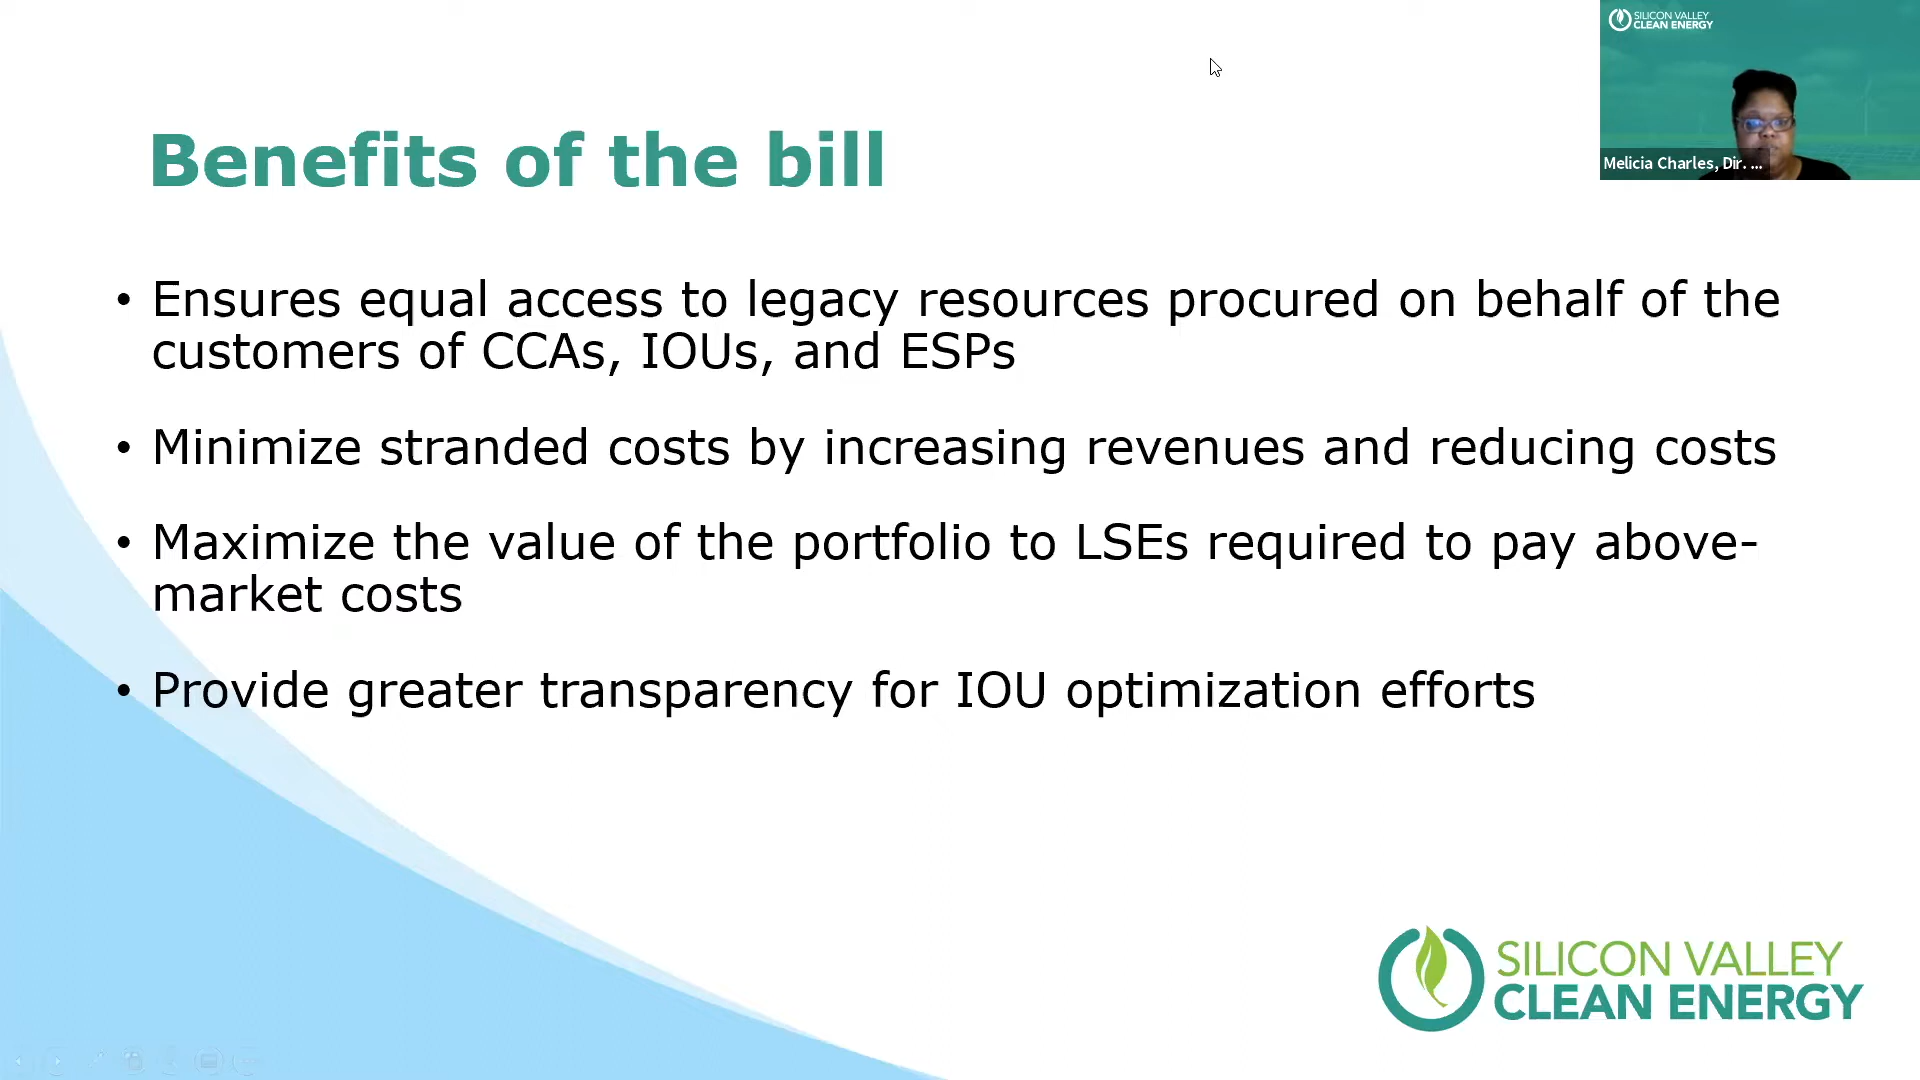 SILICON VALLEY
CLEAN ENERGY
Melicia Charles, Dir. ...
Benefits of the bill
• Ensures equal access to legacy resources procured on behalf of the
customers of CCAs, IOUs, and ESPs
• Minimize stranded costs by increasing revenues and reducing costs
• Maximize the value of the portfolio to LSEs required to pay above-
market costs
• Provide greater transparency for IOU optimization efforts
SILICON VALLEY
CLEAN ENERGY